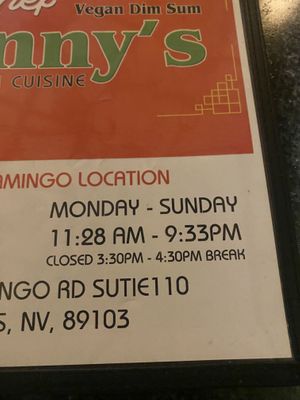 Vegan Dim Sum
nny's
CUISINE
AMINGO LOCATION
MONDAY - SUNDAY
11:28 AM - 9:33PM
CLOSED 3:30PM - 4:30PM BREAK
NGO RD SUTIE110
S, NV, 89103